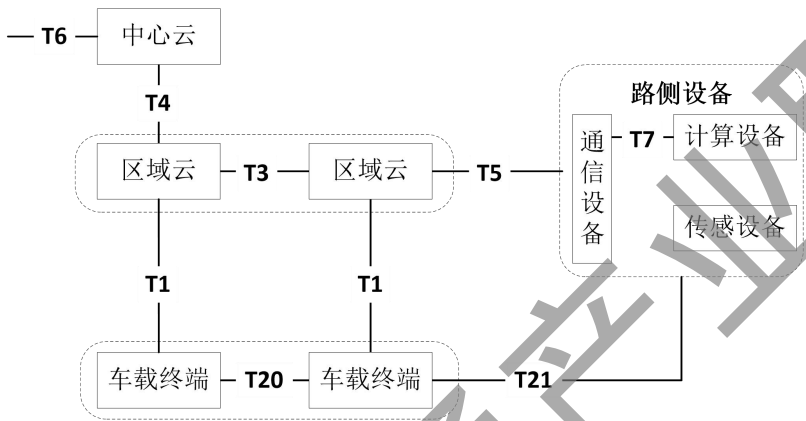 T6 中心云
T4
路侧设备
通信设备
T7 计算设备
区域云 T3 区域云 T5
传感设备
T1 T1
车载终端 T20 车载终端 T21
产业